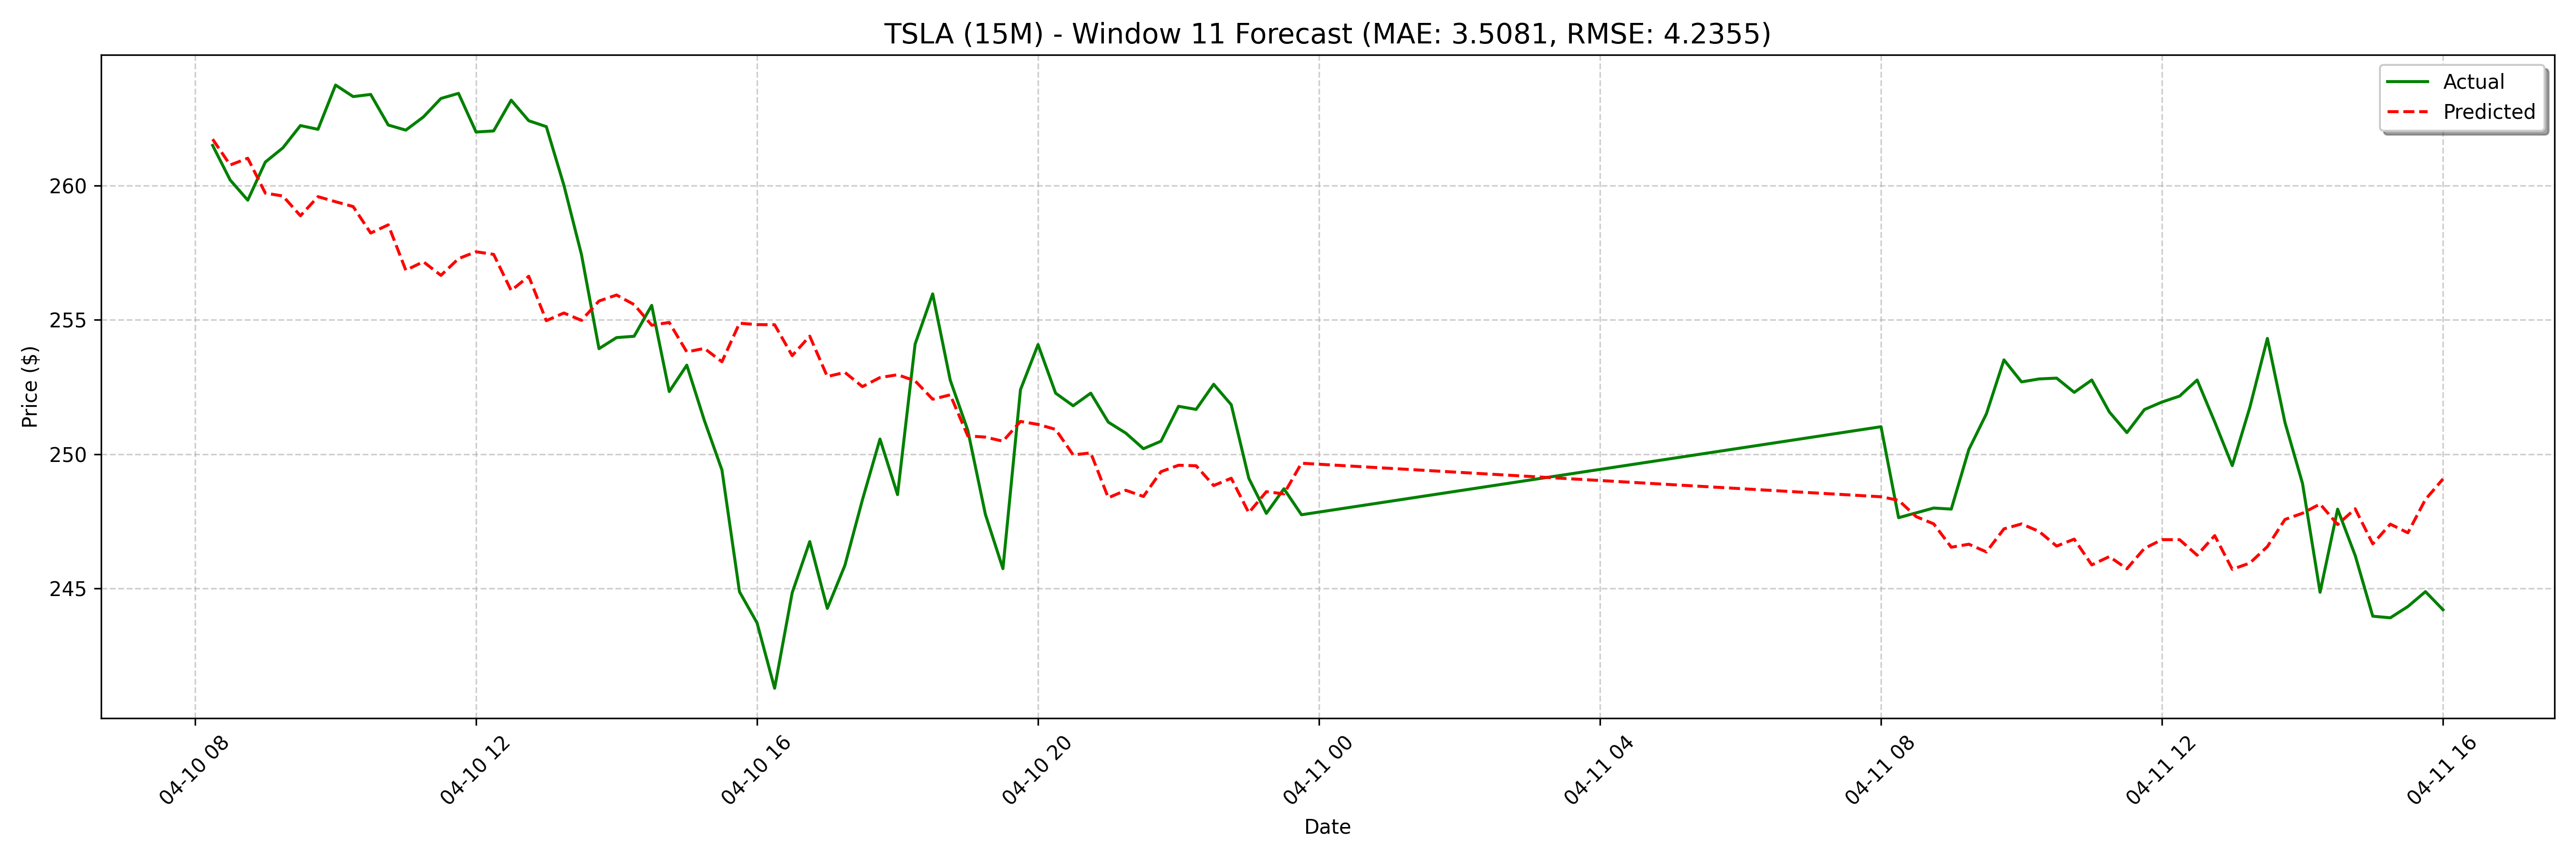 TSLA (15M) - Window 11 Forecast (MAE: 3.5081, RMSE: 4.2355)
Actual
Predicted
Price ($)
260
255
250
245
04-10 08
04-10 12
04-10 16
04-10 20
04-11 00
04-11 04
04-11 08
04-11 12
04-11 16
Date